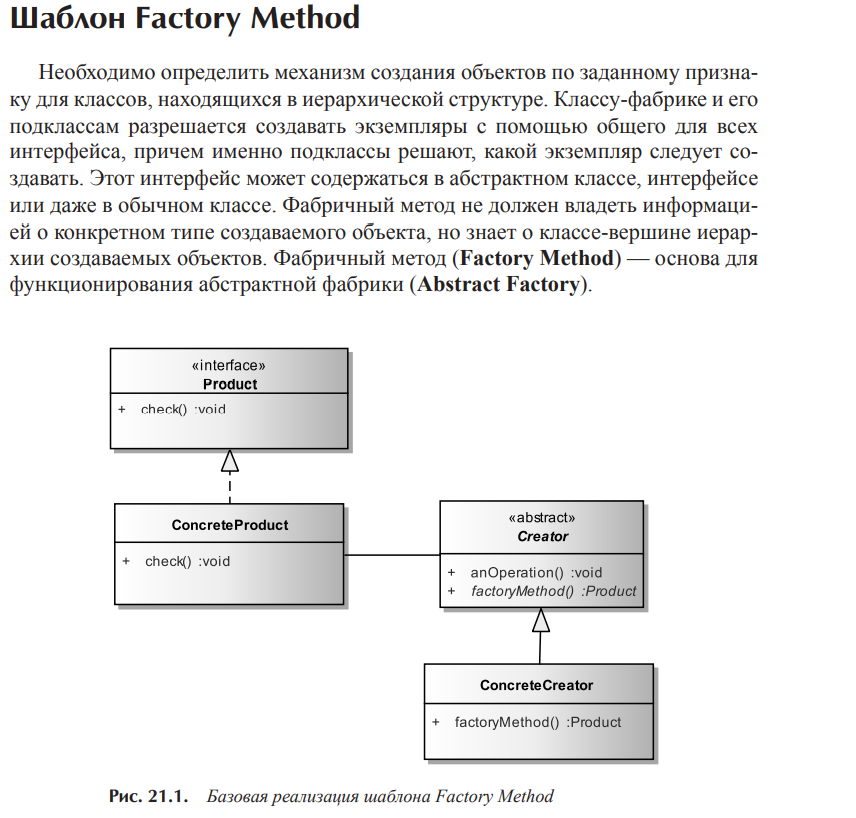 Шаблон Factory Method
Необходимо определить механизм создания объектов по заданному призна-
ку для классов, находящихся в иерархической структуре. Классу-фабрике и его
подклассам разрешается создавать экземпляры с помощью общего для всех
интерфейса, причем именно подклассы решают, какой экземпляр следует со-
здавать. Этот интерфейс может содержаться в абстрактном классе, интерфейсе
или даже в обычном классе. Фабричный метод не должен владеть информаци-
ей о конкретном типе создаваемого объекта, но знает о классе-вершине иерар-
хии создаваемых объектов. Фабричный метод (Factory Method) — основа для
функционирования абстрактной фабрики (Abstract Factory).
«interface»
Product
+ check() :void
ConcreteProduct
+ check() :void
«abstract»
Creator
+ anOperation() :void
+ factoryMethod() :Product
ConcreteCreator
+ factoryMethod() :Product
Рис. 21.1. Базовая реализация шаблона Factory Method